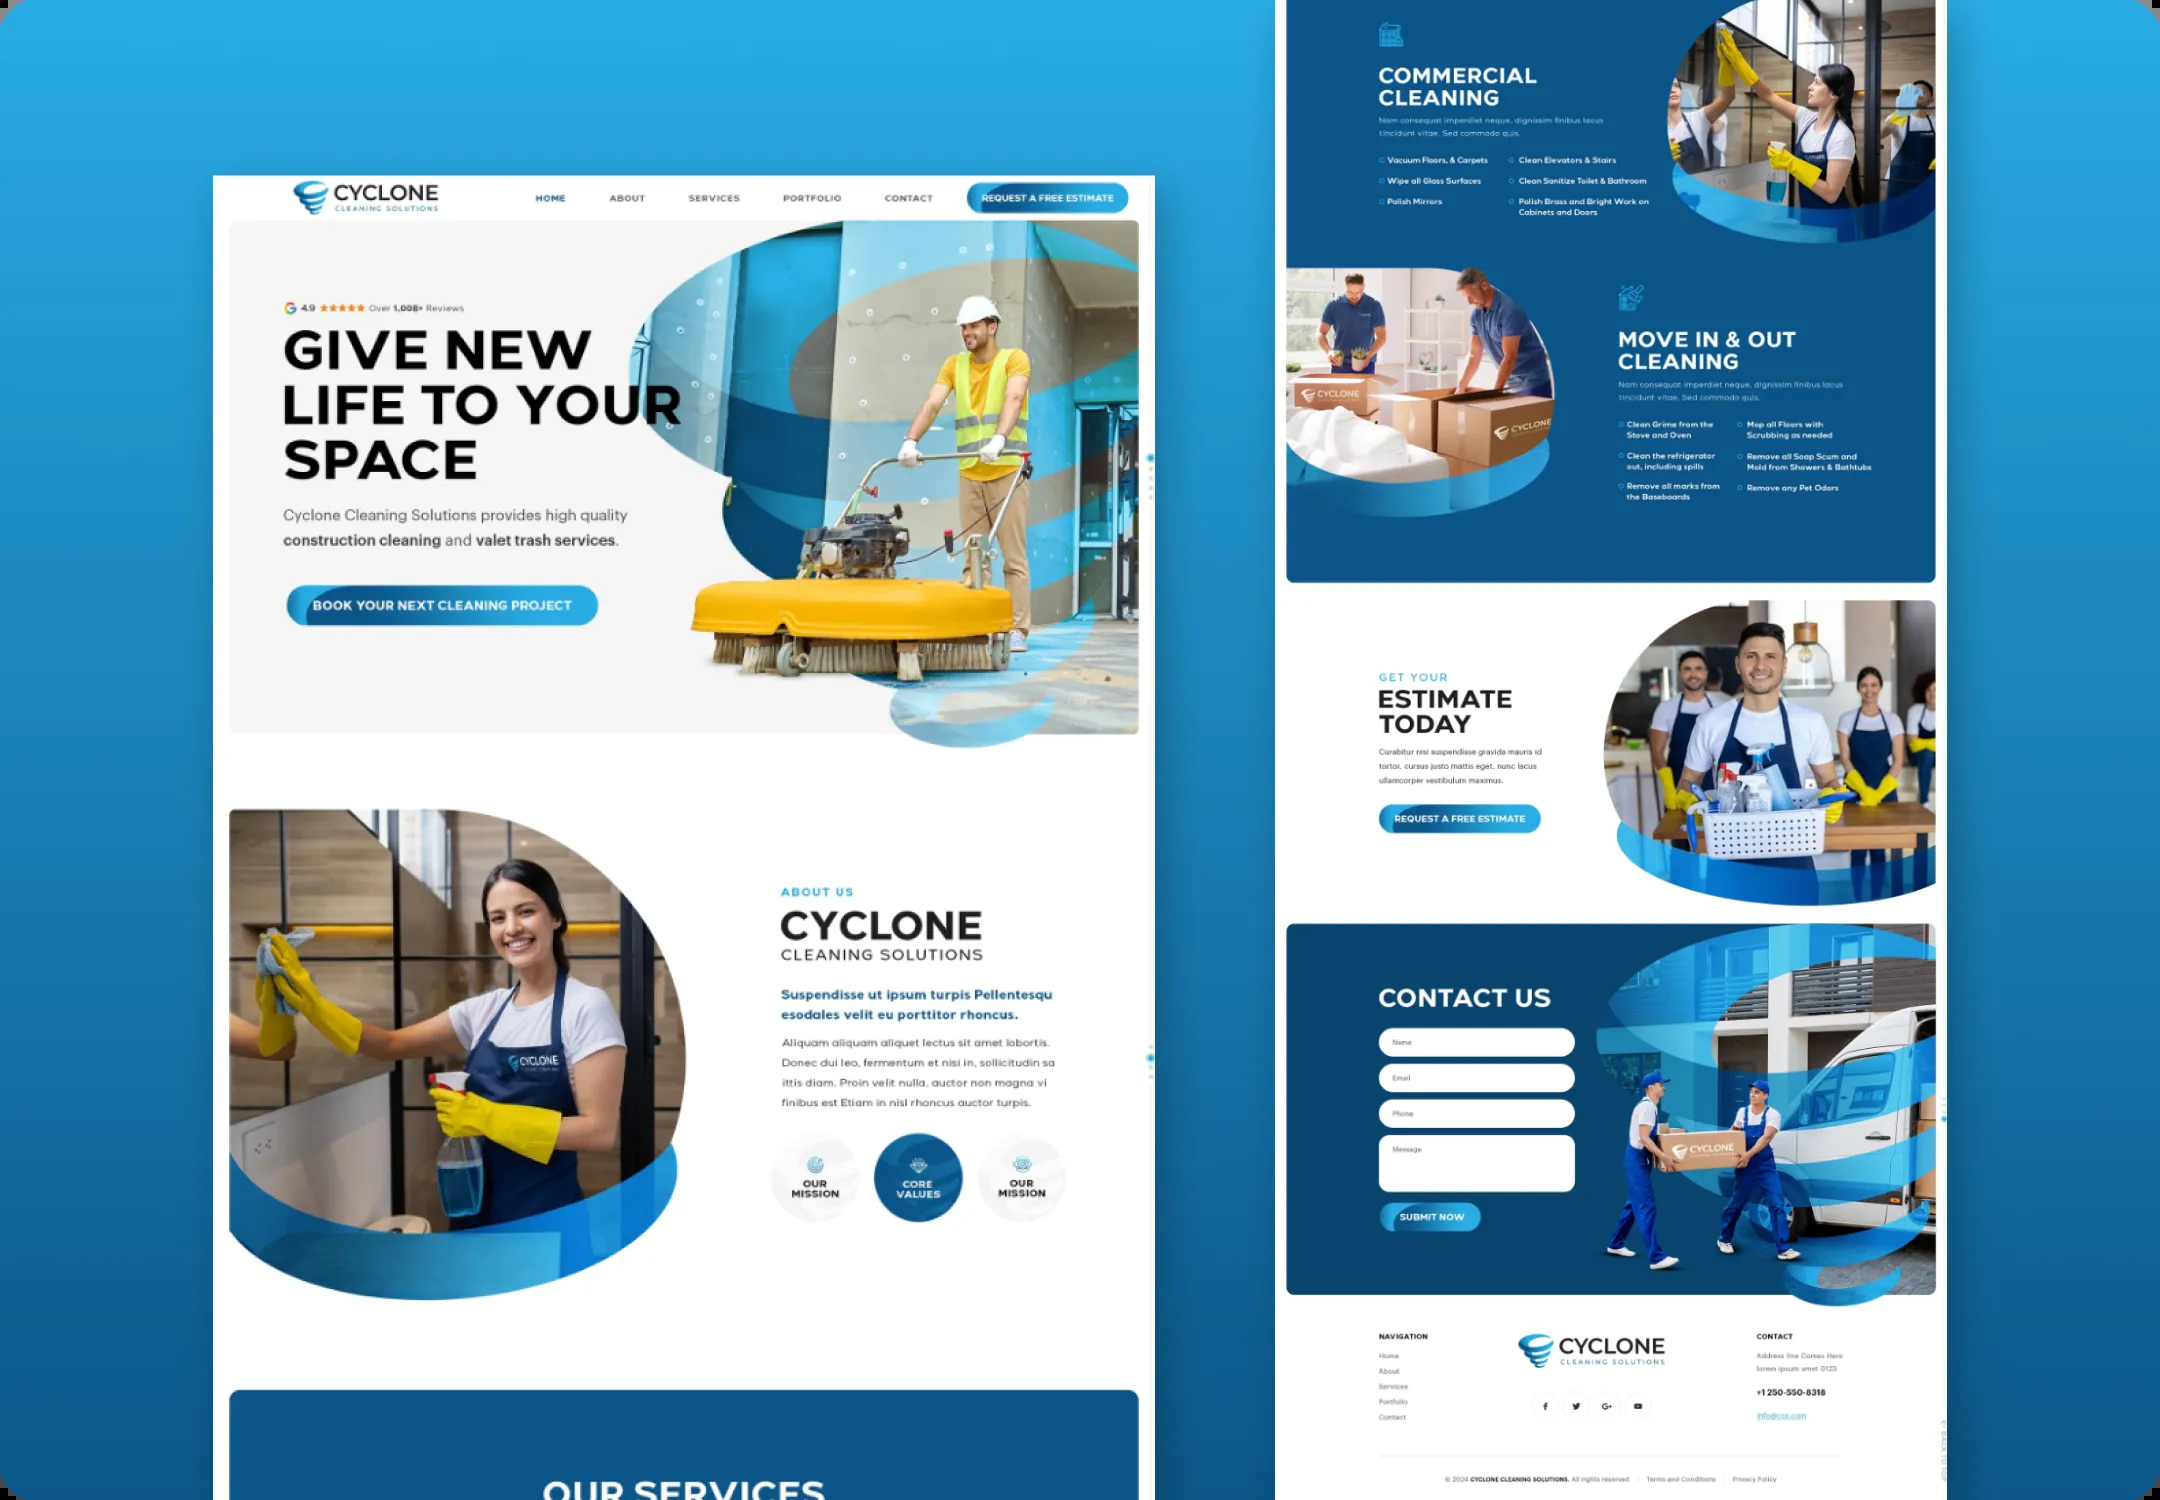 CYCLONE
CLEANING SOLUTIONS
HOME
ABOUT
SERVICES
PORTFOLIO
CONTACT
REQUEST A FREE ESTIMATE
4.9 ★★★★★ Over 1,008+ Reviews
GIVE NEW
LIFE TO YOUR
SPACE
Cyclone Cleaning Solutions provides high quality
construction cleaning and valet trash services.
BOOK YOUR NEXT CLEANING PROJECT
CYCLONE
ABOUT US
CYCLONE
CLEANING SOLUTIONS
Suspendisse ut ipsum turpis Pellentesqu
esodales velit eu porttitor rhoncus.
Aliquam aliquam aliquet lectus sit amet lobortis.
Donec dui leo, fermentum et nisi in, sollicitudin sa
ittis diam. Proin velit nulla, auctor non magna vi
finibus est Etiam in nisl rhoncus auctor turpis.
OUR
MISSION
CORE
VALUES
OUR
MISSION
OUR SERVICES
COMMERCIAL
CLEANING
Nam consequat imperdiet neque, dignissim finibus lacus
tincidunt vitae. Sed commodo quis.
Vacuum Floors, & Carpets
Wipe all Glass Surfaces
Polish Mirrors
Clean Elevators & Stairs
Clean Sanitize Toilet & Bathroom
Polish Brass and Bright Work on
Cabinets and Doors
CYCLONE
CYCLONE
MOVE IN & OUT
CLEANING
Nam consequat imperdiet neque, dignissim finibus lacus
tincidunt vitae. Sed commodo quis.
Clean Grime from the
Stove and Oven
Clean the refrigerator
out, including spills
Remove all marks from
the Baseboards
Mop all Floors with
Scrubbing as needed
Remove all Soap Scum and
Mold from Showers & Bathtubs
Remove any Pet Odors
GET YOUR
ESTIMATE
TODAY
Curabitur nisi suspendisse gravida mauris id
tortor, cursus justo mattis eget, nunc lacus
ullamcorper vestibulum maximus.
REQUEST A FREE ESTIMATE
CONTACT US
Name
Email
Phone
Message
SUBMIT NOW
CYCLONE
NAVIGATION
Home
About
Services
Portfolio
Contact
CYCLONE
CLEANING SOLUTIONS
CONTACT
Address line Comes Here
lorem ipsum amet 0123
+1 250-550-8318
info@ccs.com
BACK TO TOP
© 2024 CYCLONE CLEANING SOLUTIONS. All rights reserved
Terms and Conditions
Privacy Policy